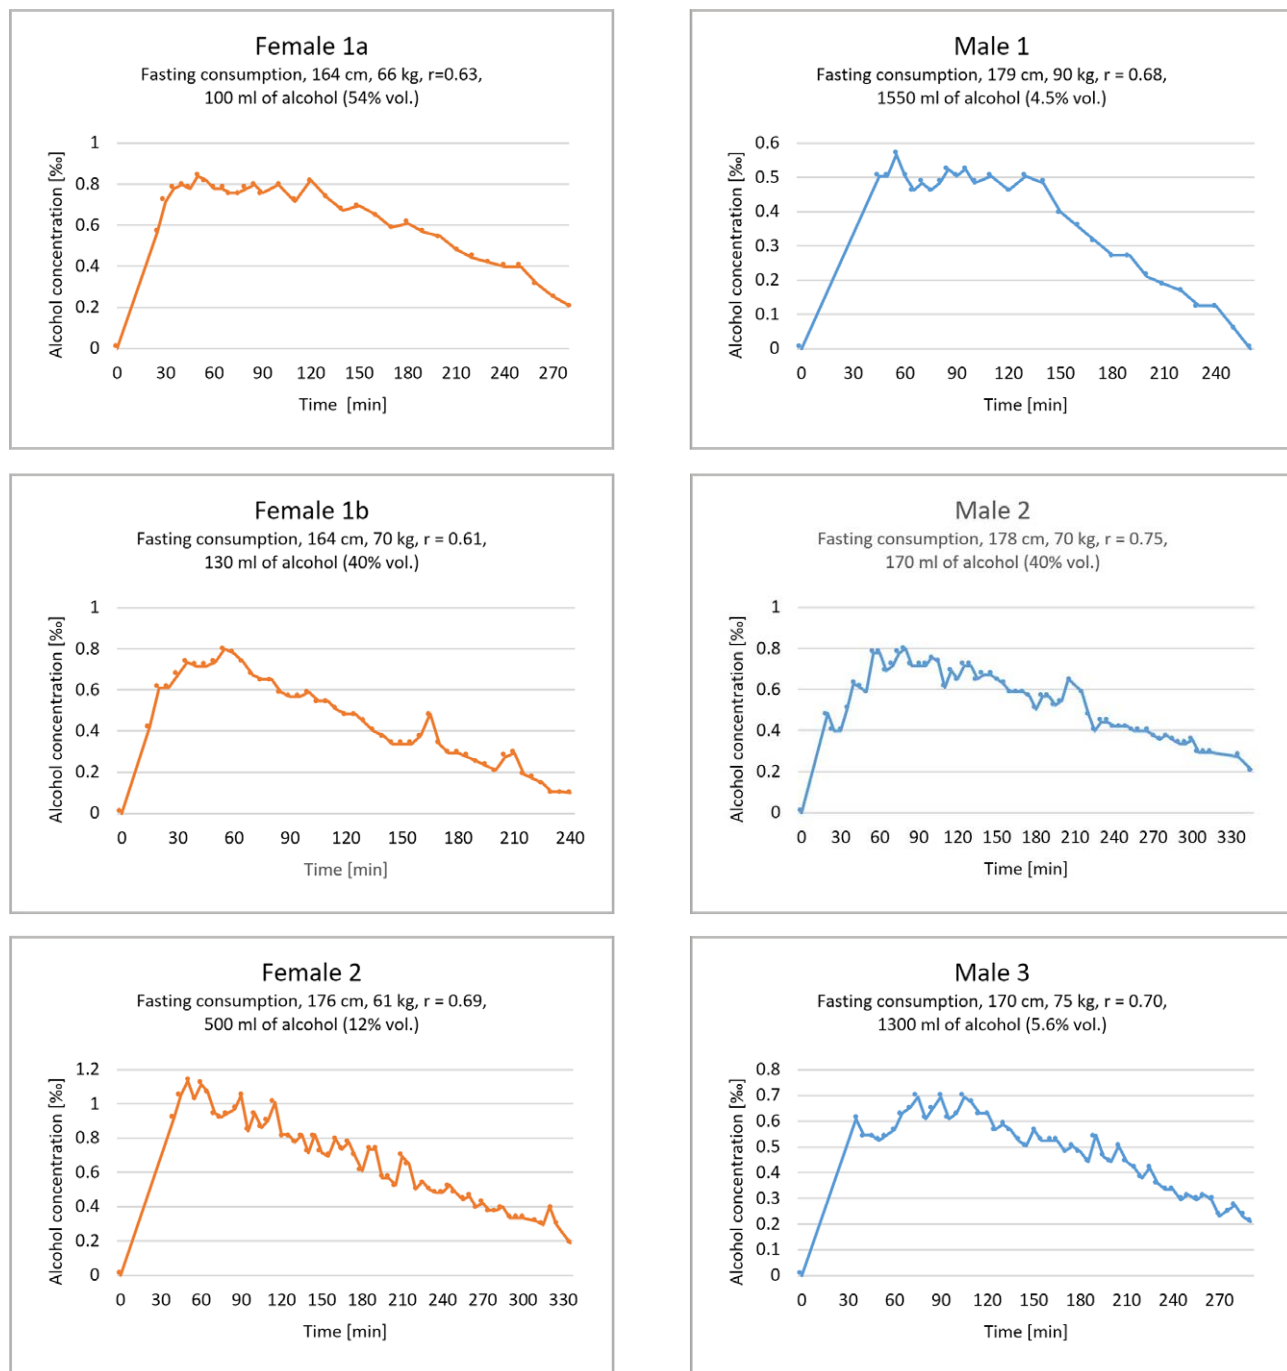 Female 1a
Fasting consumption, 164 cm, 66 kg, r=0.63,
100 ml of alcohol (54% vol.)
Alcohol concentration [‰]
1
0.8
0.6
0.4
0.2
0
0 30 60 90 120 150 180 210 240 270
Time [min]
Male 1
Fasting consumption, 179 cm, 90 kg, r = 0.68,
1550 ml of alcohol (4.5% vol.)
Alcohol concentration [‰]
0.6
0.5
0.4
0.3
0.2
0.1
0
0 30 60 90 120 150 180 210 240
Time [min]
Female 1b
Fasting consumption, 164 cm, 70 kg, r = 0.61,
130 ml of alcohol (40% vol.)
Alcohol concentration [‰]
1
0.8
0.6
0.4
0.2
0
0 30 60 90 120 150 180 210 240
Time [min]
Male 2
Fasting consumption, 178 cm, 70 kg, r = 0.75,
170 ml of alcohol (40% vol.)
Alcohol concentration [‰]
1
0.8
0.6
0.4
0.2
0
0 30 60 90 120 150 180 210 240 270 300 330
Time [min]
Female 2
Fasting consumption, 176 cm, 61 kg, r = 0.69,
500 ml of alcohol (12% vol.)
Alcohol concentration [‰]
1.2
1
0.8
0.6
0.4
0.2
0
0 30 60 90 120 150 180 210 240 270 300 330
Time [min]
Male 3
Fasting consumption, 170 cm, 75 kg, r = 0.70,
1300 ml of alcohol (5.6% vol.)
Alcohol concentration [‰]
0.8
0.7
0.6
0.5
0.4
0.3
0.2
0.1
0
0 30 60 90 120 150 180 210 240 270
Time [min]